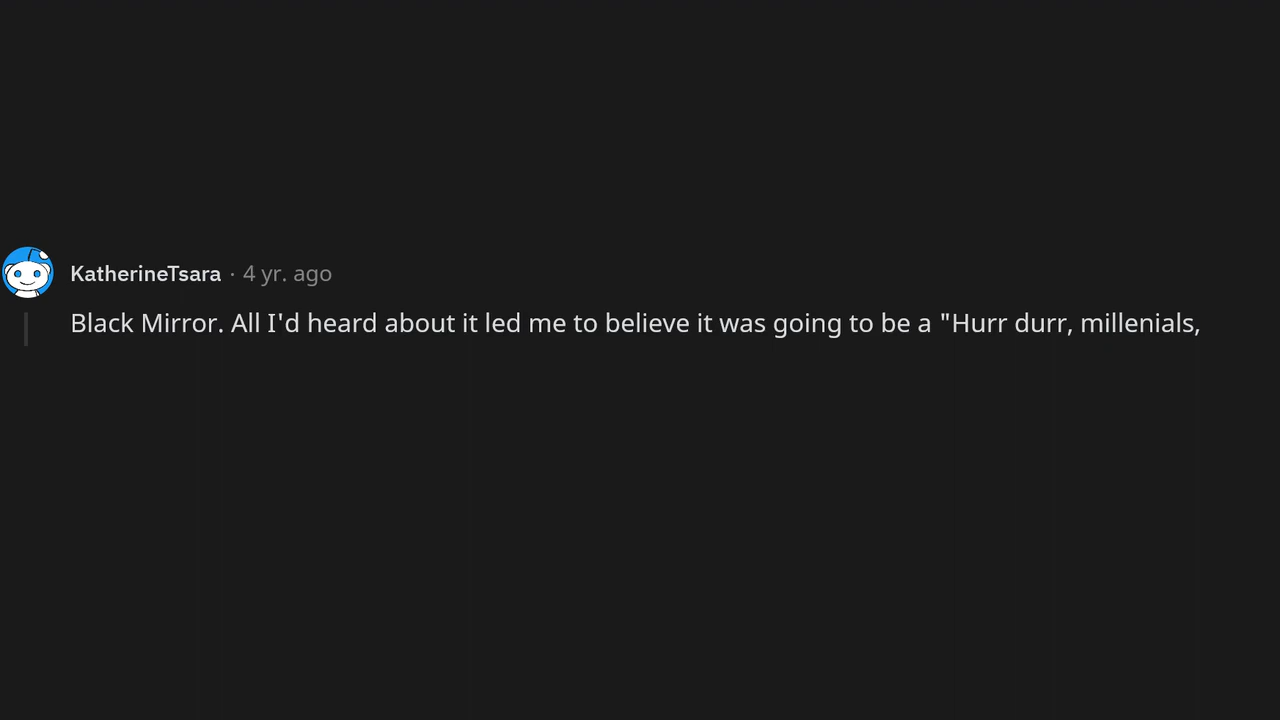 KatherineTsara · 4 yr. ago
Black Mirror. All I'd heard about it led me to believe it was going to be a "Hurr durr, millenials,